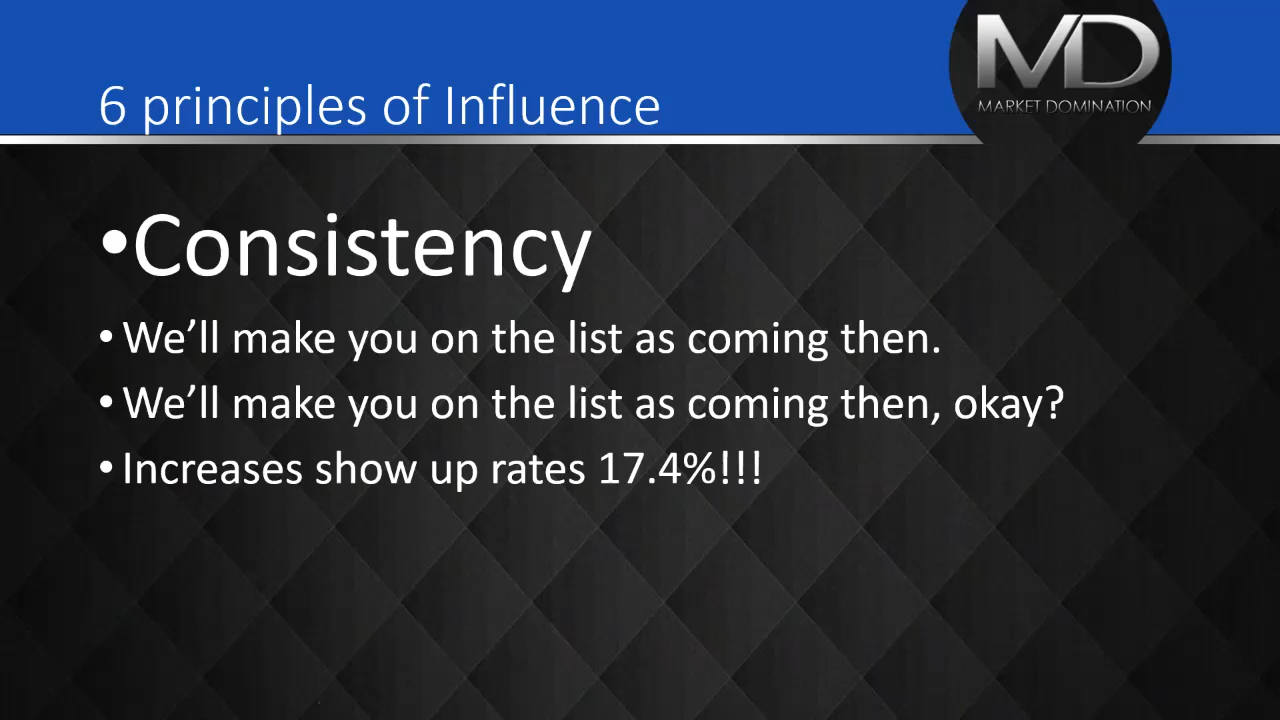 MD
MARKET DOMINATION
6 principles of Influence
•Consistency
• We’ll make you on the list as coming then.
• We’ll make you on the list as coming then, okay?
• Increases show up rates 17.4%!!!